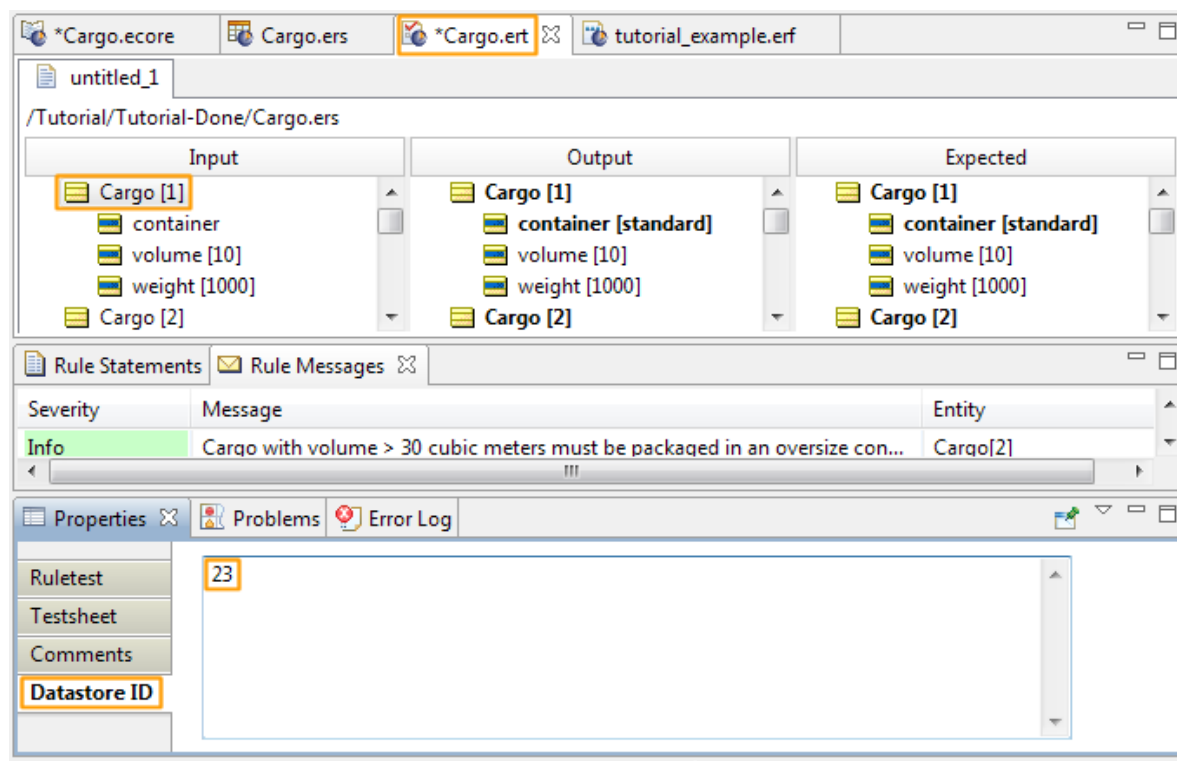 *Cargo.ecore Cargo.ers *Cargo.ert tutorial_example.erf
untitled_1
/Tutorial/Tutorial-Done/Cargo.ers
Input Output Expected
Cargo [1] Cargo [1] Cargo [1]
container container [standard] container [standard]
volume [10] volume [10] volume [10]
weight [1000] weight [1000] weight [1000]
Cargo [2] Cargo [2] Cargo [2]
Rule Statements Rule Messages
Severity Message Entity
Info Cargo with volume > 30 cubic meters must be packaged in an oversize con... Cargo[2]
Properties Problems Error Log
Ruletest 23
Testsheet
Comments
Datastore ID